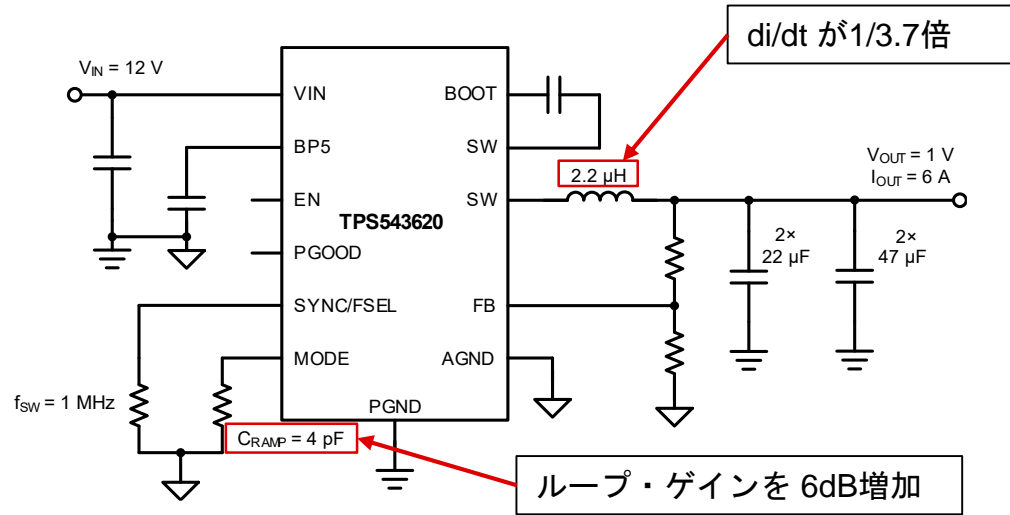 di/dt が1/3.7倍
VIN = 12 V
VIN
BOOT
BP5
SW
2.2 µH
VOUT = 1 V
IOUT = 6 A
EN
SW
TPS543620
PGOOD
2×
22 µF
2×
47 µF
SYNC/FSEL
FB
MODE
AGND
fSW = 1 MHz
PGND
CRAMP = 4 pF
ループ・ゲインを 6dB増加